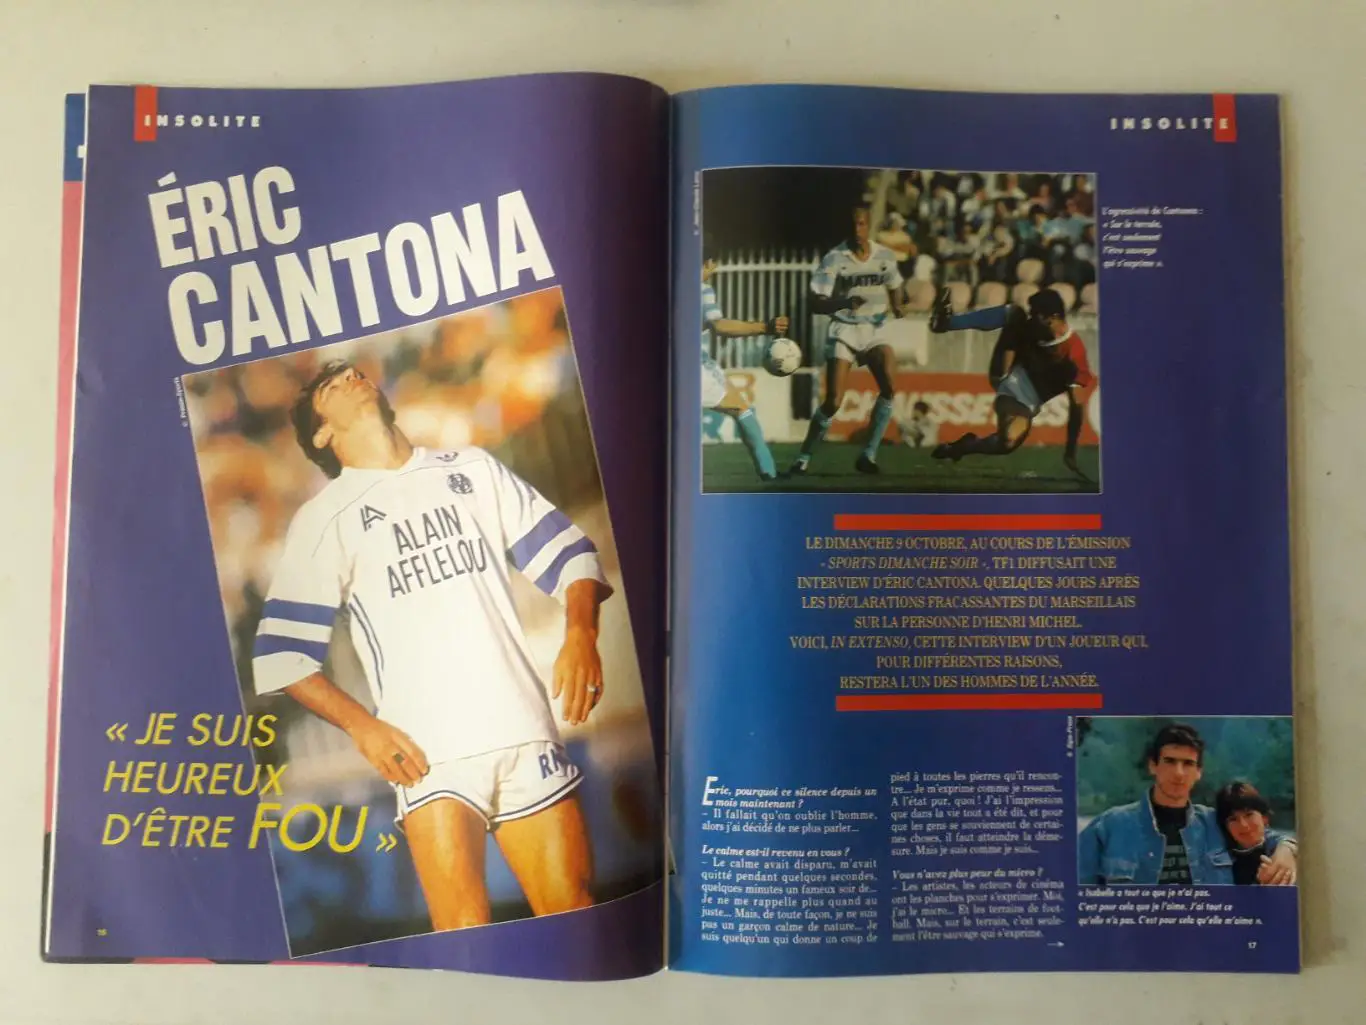 INSOLITE
ÉRIC
CANTONA
© Presse-Sports
ALAIN
AFFLELOU
« JE SUIS
HEUREUX
D'ÊTRE FOU »
16
INSOLITE
L'agressivité de Cantona :
« Sur le terrain,
c'est seulement
l'être sauvage
qui s'exprime ».
MATRA
CHAUSSE
LE DIMANCHE 9 OCTOBRE, AU COURS DE L'ÉMISSION
« SPORTS DIMANCHE SOIR », TF1 DIFFUSAIT UNE
INTERVIEW D'ÉRIC CANTONA. QUELQUES JOURS APRÈS
LES DÉCLARATIONS FRACASSANTES DU MARSEILLAIS
SUR LA PERSONNE D'HENRI MICHEL.
VOICI, IN EXTENSO, CETTE INTERVIEW D'UN JOUEUR QUI,
POUR DIFFÉRENTES RAISONS,
RESTERA L'UN DES HOMMES DE L'ANNÉE.
Eric, pourquoi ce silence depuis un
mois maintenant ?
– Il fallait qu'on oublie l'homme,
alors j'ai décidé de ne plus parler...
Le calme est-il revenu en vous ?
– Le calme avait disparu, m'avait
quitté pendant quelques secondes,
quelques minutes un fameux soir de...
Je ne me rappelle plus quand au
juste... Mais, de toute façon, je ne suis
pas un garçon calme de nature... Je
suis quelqu'un qui donne un coup de
pied à toutes les pierres qu'il rencon-
tre... Je m'exprime comme je ressens...
A l'état pur, quoi ! J'ai l'impression
que dans la vie tout a été dit, et pour
que les gens se souviennent de certai-
nes choses, il faut atteindre la déme-
sure. Mais je suis comme je suis...
Vous n'avez plus peur du micro ?
– Les artistes, les acteurs de cinéma
ont les planches pour s'exprimer. Moi,
j'ai le micro... Et les terrains de foot-
ball. Mais, sur le terrain, c'est seule-
ment l'être sauvage qui s'exprime.
« Isabelle a tout ce que je n'ai pas.
C'est pour cela que je l'aime. J'ai tout ce
qu'elle n'a pas. C'est pour cela qu'elle m'aime ».
17